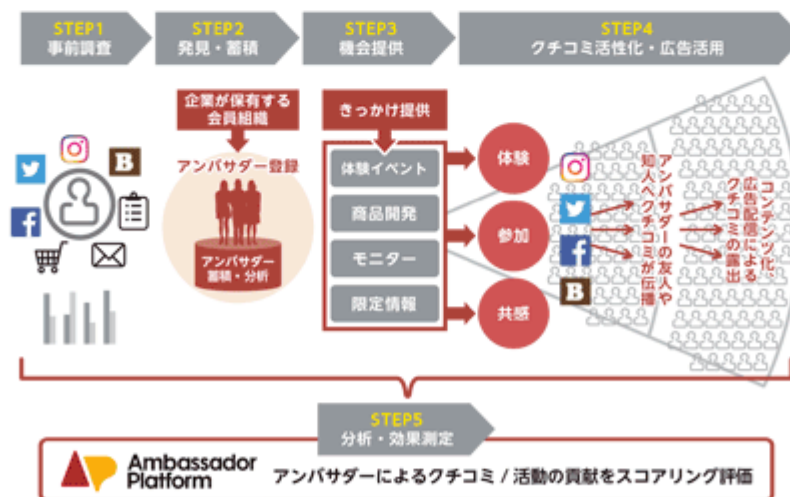 STEP1
事前調査
STEP2
発見・蓄積
STEP3
機会提供
STEP4
クチコミ活性化・広告活用
企業が保有する
会員組織
アンバサダー登録
アンバサダー
蓄積・分析
きっかけ提供
体験イベント
商品開発
モニター
限定情報
体験
参加
共感
B
B
アンバサダーの友人や
知人へクチコミが伝播
コンテンツ化、
広告配信による
クチコミの露出
STEP5
分析・効果測定
Ambassador
Platform
アンバサダーによるクチコミ / 活動の貢献をスコアリング評価